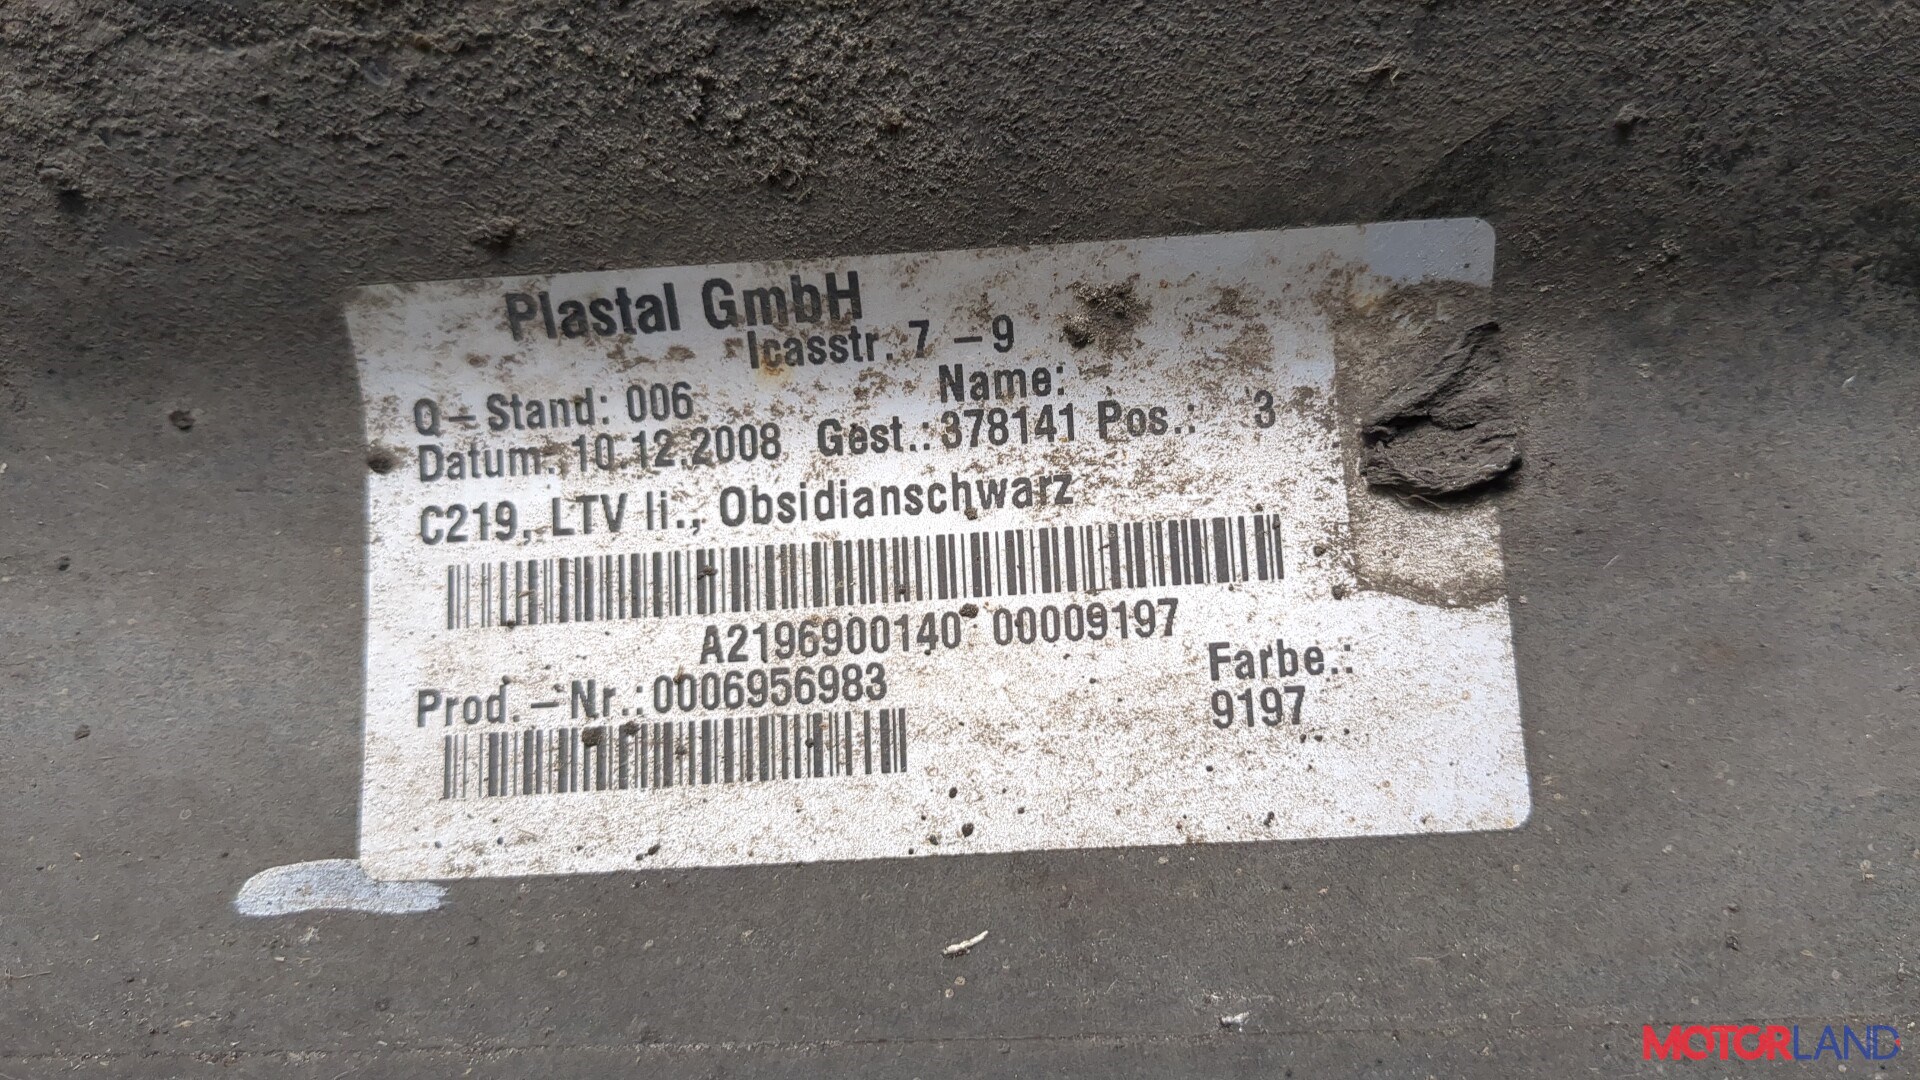 Plastal GmbH
Icasstr. 7 – 9
Q – Stand: 006 Name:
Datum.: 10.12.2008 Gest.: 378141 Pos.: 3
C219, LTV li., Obsidianschwarz
A2196900140 00009197
Prod. – Nr.: 0006956983 Farbe.:
9197
MOTORLAND